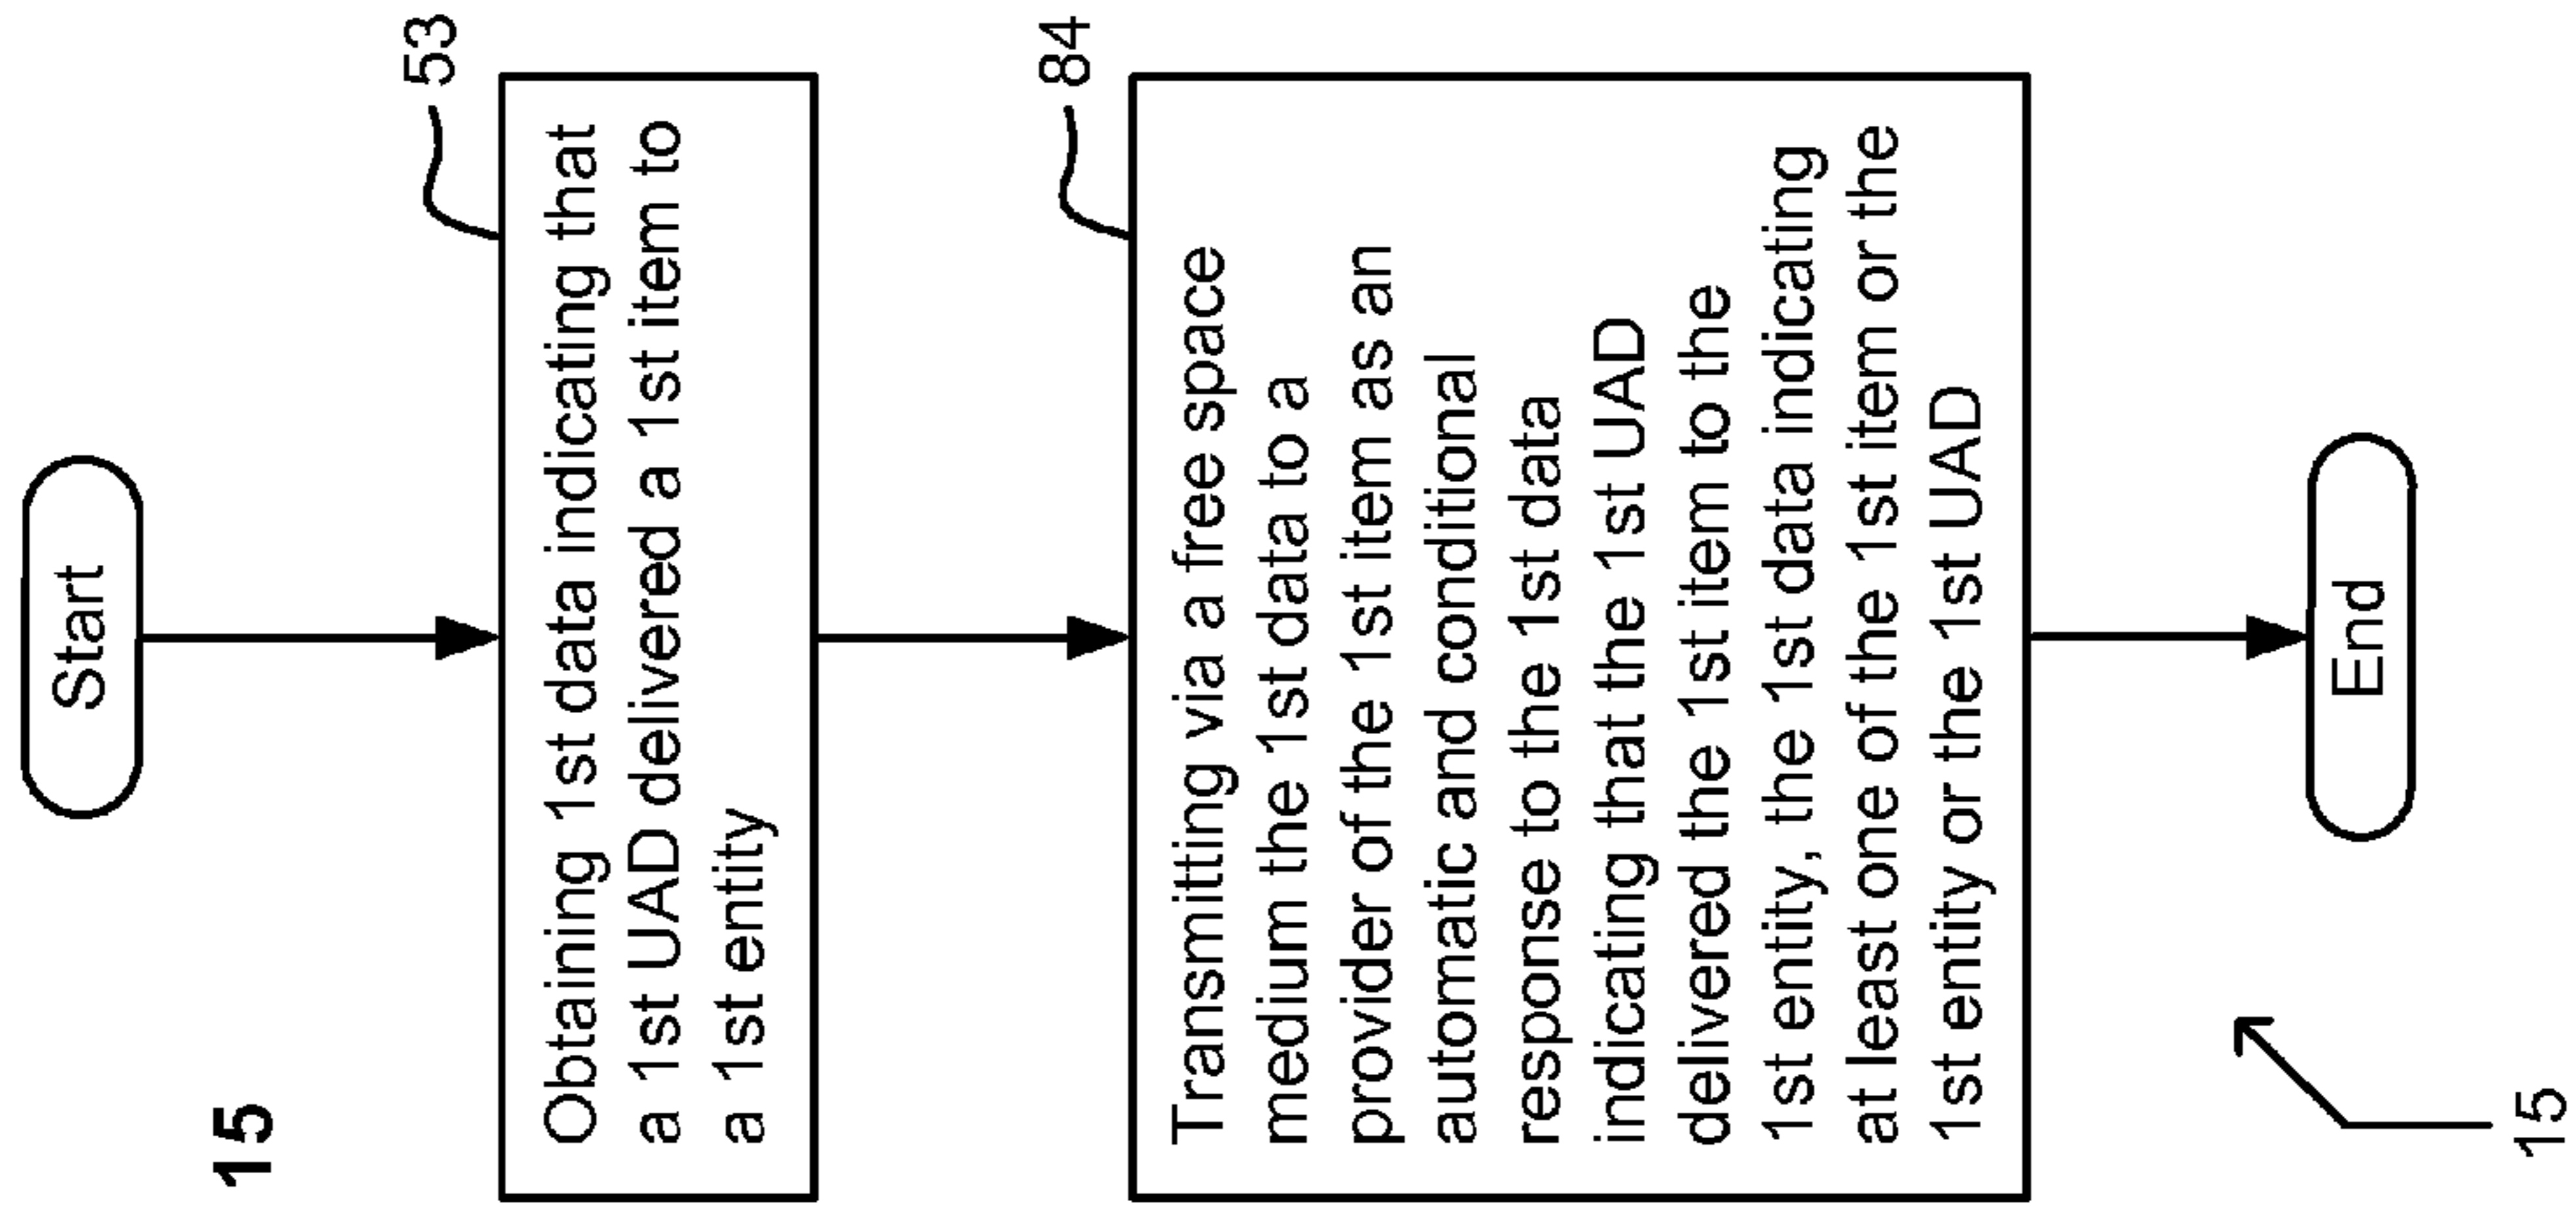 15
Start
53
Obtaining 1st data indicating that
a 1st UAD delivered a 1st item to
a 1st entity
84
Transmitting via a free space
medium the 1st data to a
provider of the 1st item as an
automatic and conditional
response to the 1st data
indicating that the 1st UAD
delivered the 1st item to the
1st entity, the 1st data indicating
at least one of the 1st item or the
1st entity or the 1st UAD
End
15